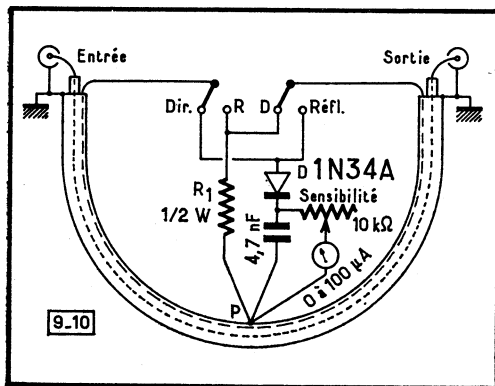 Entrée
Sortie
Dir.
R
D
Réfl.
D 1N34A
R1
1/2 W
4,7 nF
Sensibilité
10 kΩ
0 à 100 µA
P
9_10